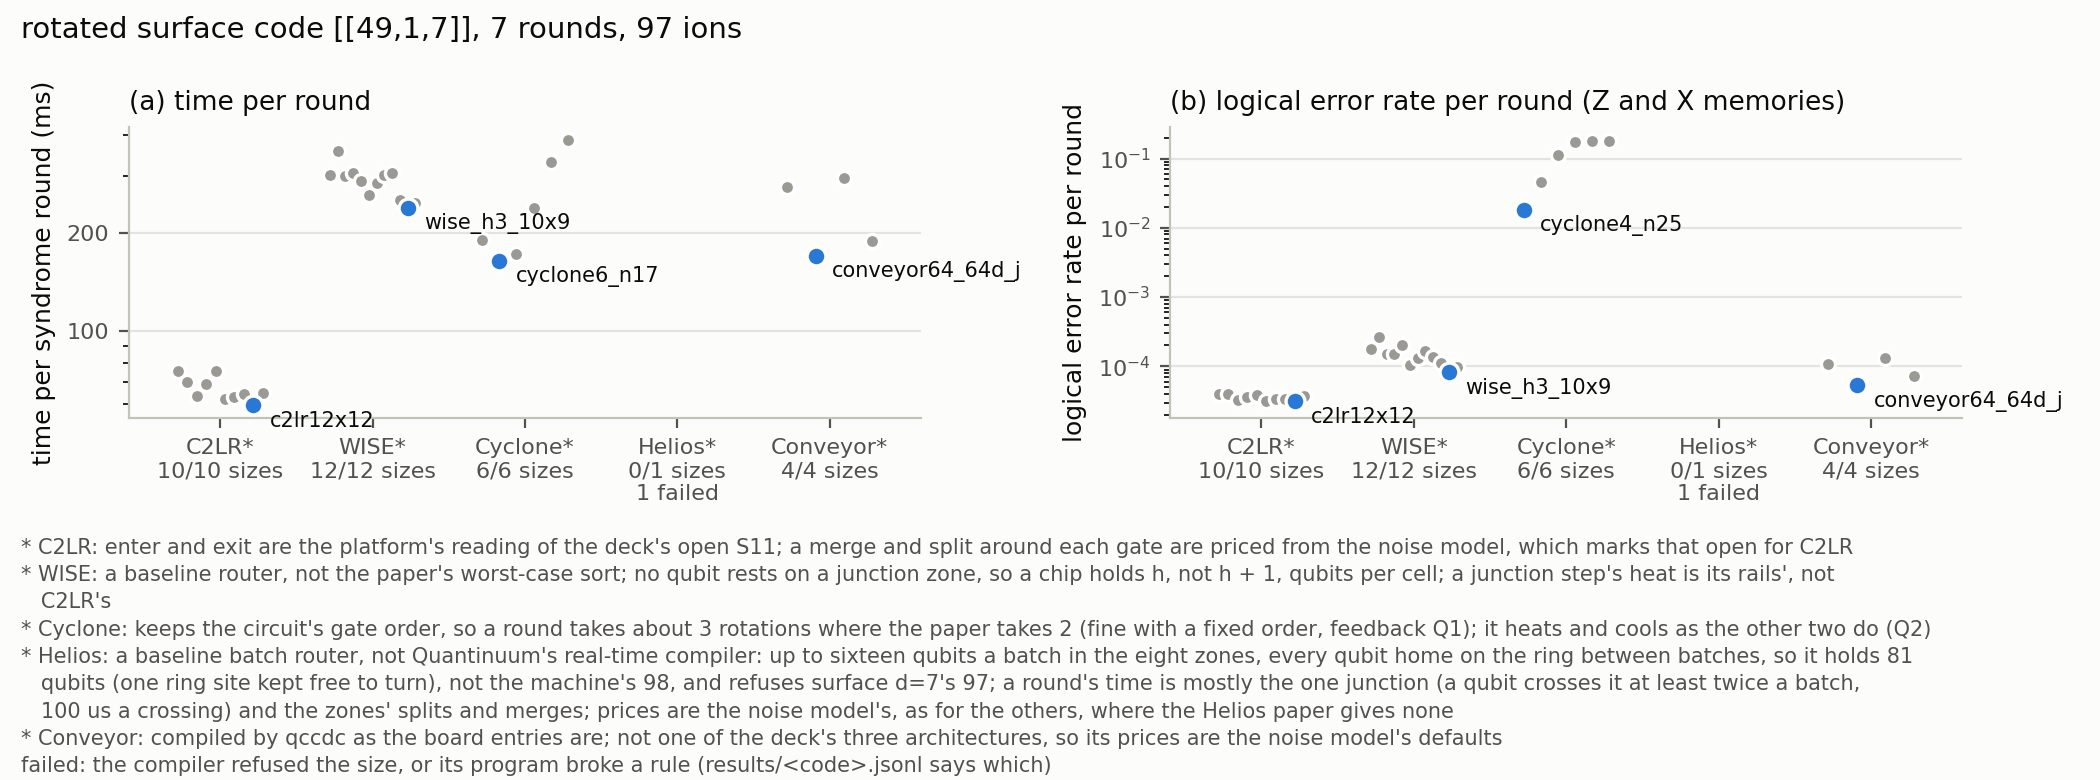 rotated surface code [[49,1,7]], 7 rounds, 97 ions
(a) time per round
time per syndrome round (ms)
200
100
wise_h3_10x9
cyclone6_n17
conveyor64_64d_j
c2lr12x12
C2LR*
10/10 sizes
WISE*
12/12 sizes
Cyclone*
6/6 sizes
Helios*
0/1 sizes
1 failed
Conveyor*
4/4 sizes
(b) logical error rate per round (Z and X memories)
logical error rate per round
10⁻¹
10⁻²
10⁻³
10⁻⁴
cyclone4_n25
wise_h3_10x9
conveyor64_64d_j
c2lr12x12
C2LR*
10/10 sizes
WISE*
12/12 sizes
Cyclone*
6/6 sizes
Helios*
0/1 sizes
1 failed
Conveyor*
4/4 sizes
* C2LR: enter and exit are the platform's reading of the deck's open S11; a merge and split around each gate are priced from the noise model, which marks that open for C2LR
* WISE: a baseline router, not the paper's worst-case sort; no qubit rests on a junction zone, so a chip holds h, not h + 1, qubits per cell; a junction step's heat is its rails', not
C2LR's
* Cyclone: keeps the circuit's gate order, so a round takes about 3 rotations where the paper takes 2 (fine with a fixed order, feedback Q1); it heats and cools as the other two do (Q2)
* Helios: a baseline batch router, not Quantinuum's real-time compiler: up to sixteen qubits a batch in the eight zones, every qubit home on the ring between batches, so it holds 81
qubits (one ring site kept free to turn), not the machine's 98, and refuses surface d=7's 97; a round's time is mostly the one junction (a qubit crosses it at least twice a batch,
100 us a crossing) and the zones' splits and merges; prices are the noise model's, as for the others, where the Helios paper gives none
* Conveyor: compiled by qccdc as the board entries are; not one of the deck's three architectures, so its prices are the noise model's defaults
failed: the compiler refused the size, or its program broke a rule (results/<code>.jsonl says which)